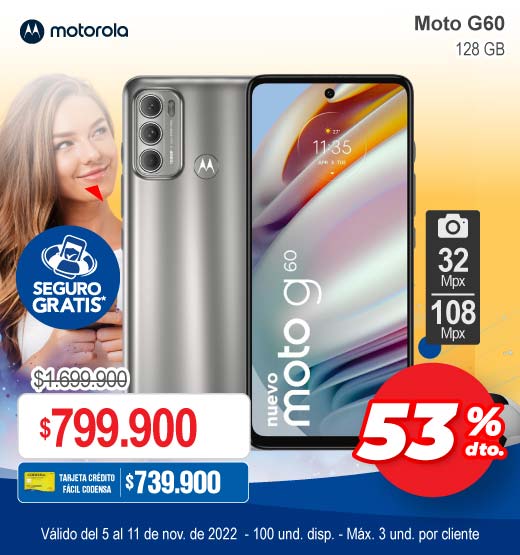 motorola
Moto G60
128 GB
11:35
nuevo
moto g 60
32
Mpx
108
Mpx
SEGURO
GRATIS*
$1.699.900
$799.900
53% dto.
TARJETA CRÉDITO
FÁCIL CODENSA
$739.900
Válido del 5 al 11 de nov. de 2022 - 100 und. disp. - Máx. 3 und. por cliente